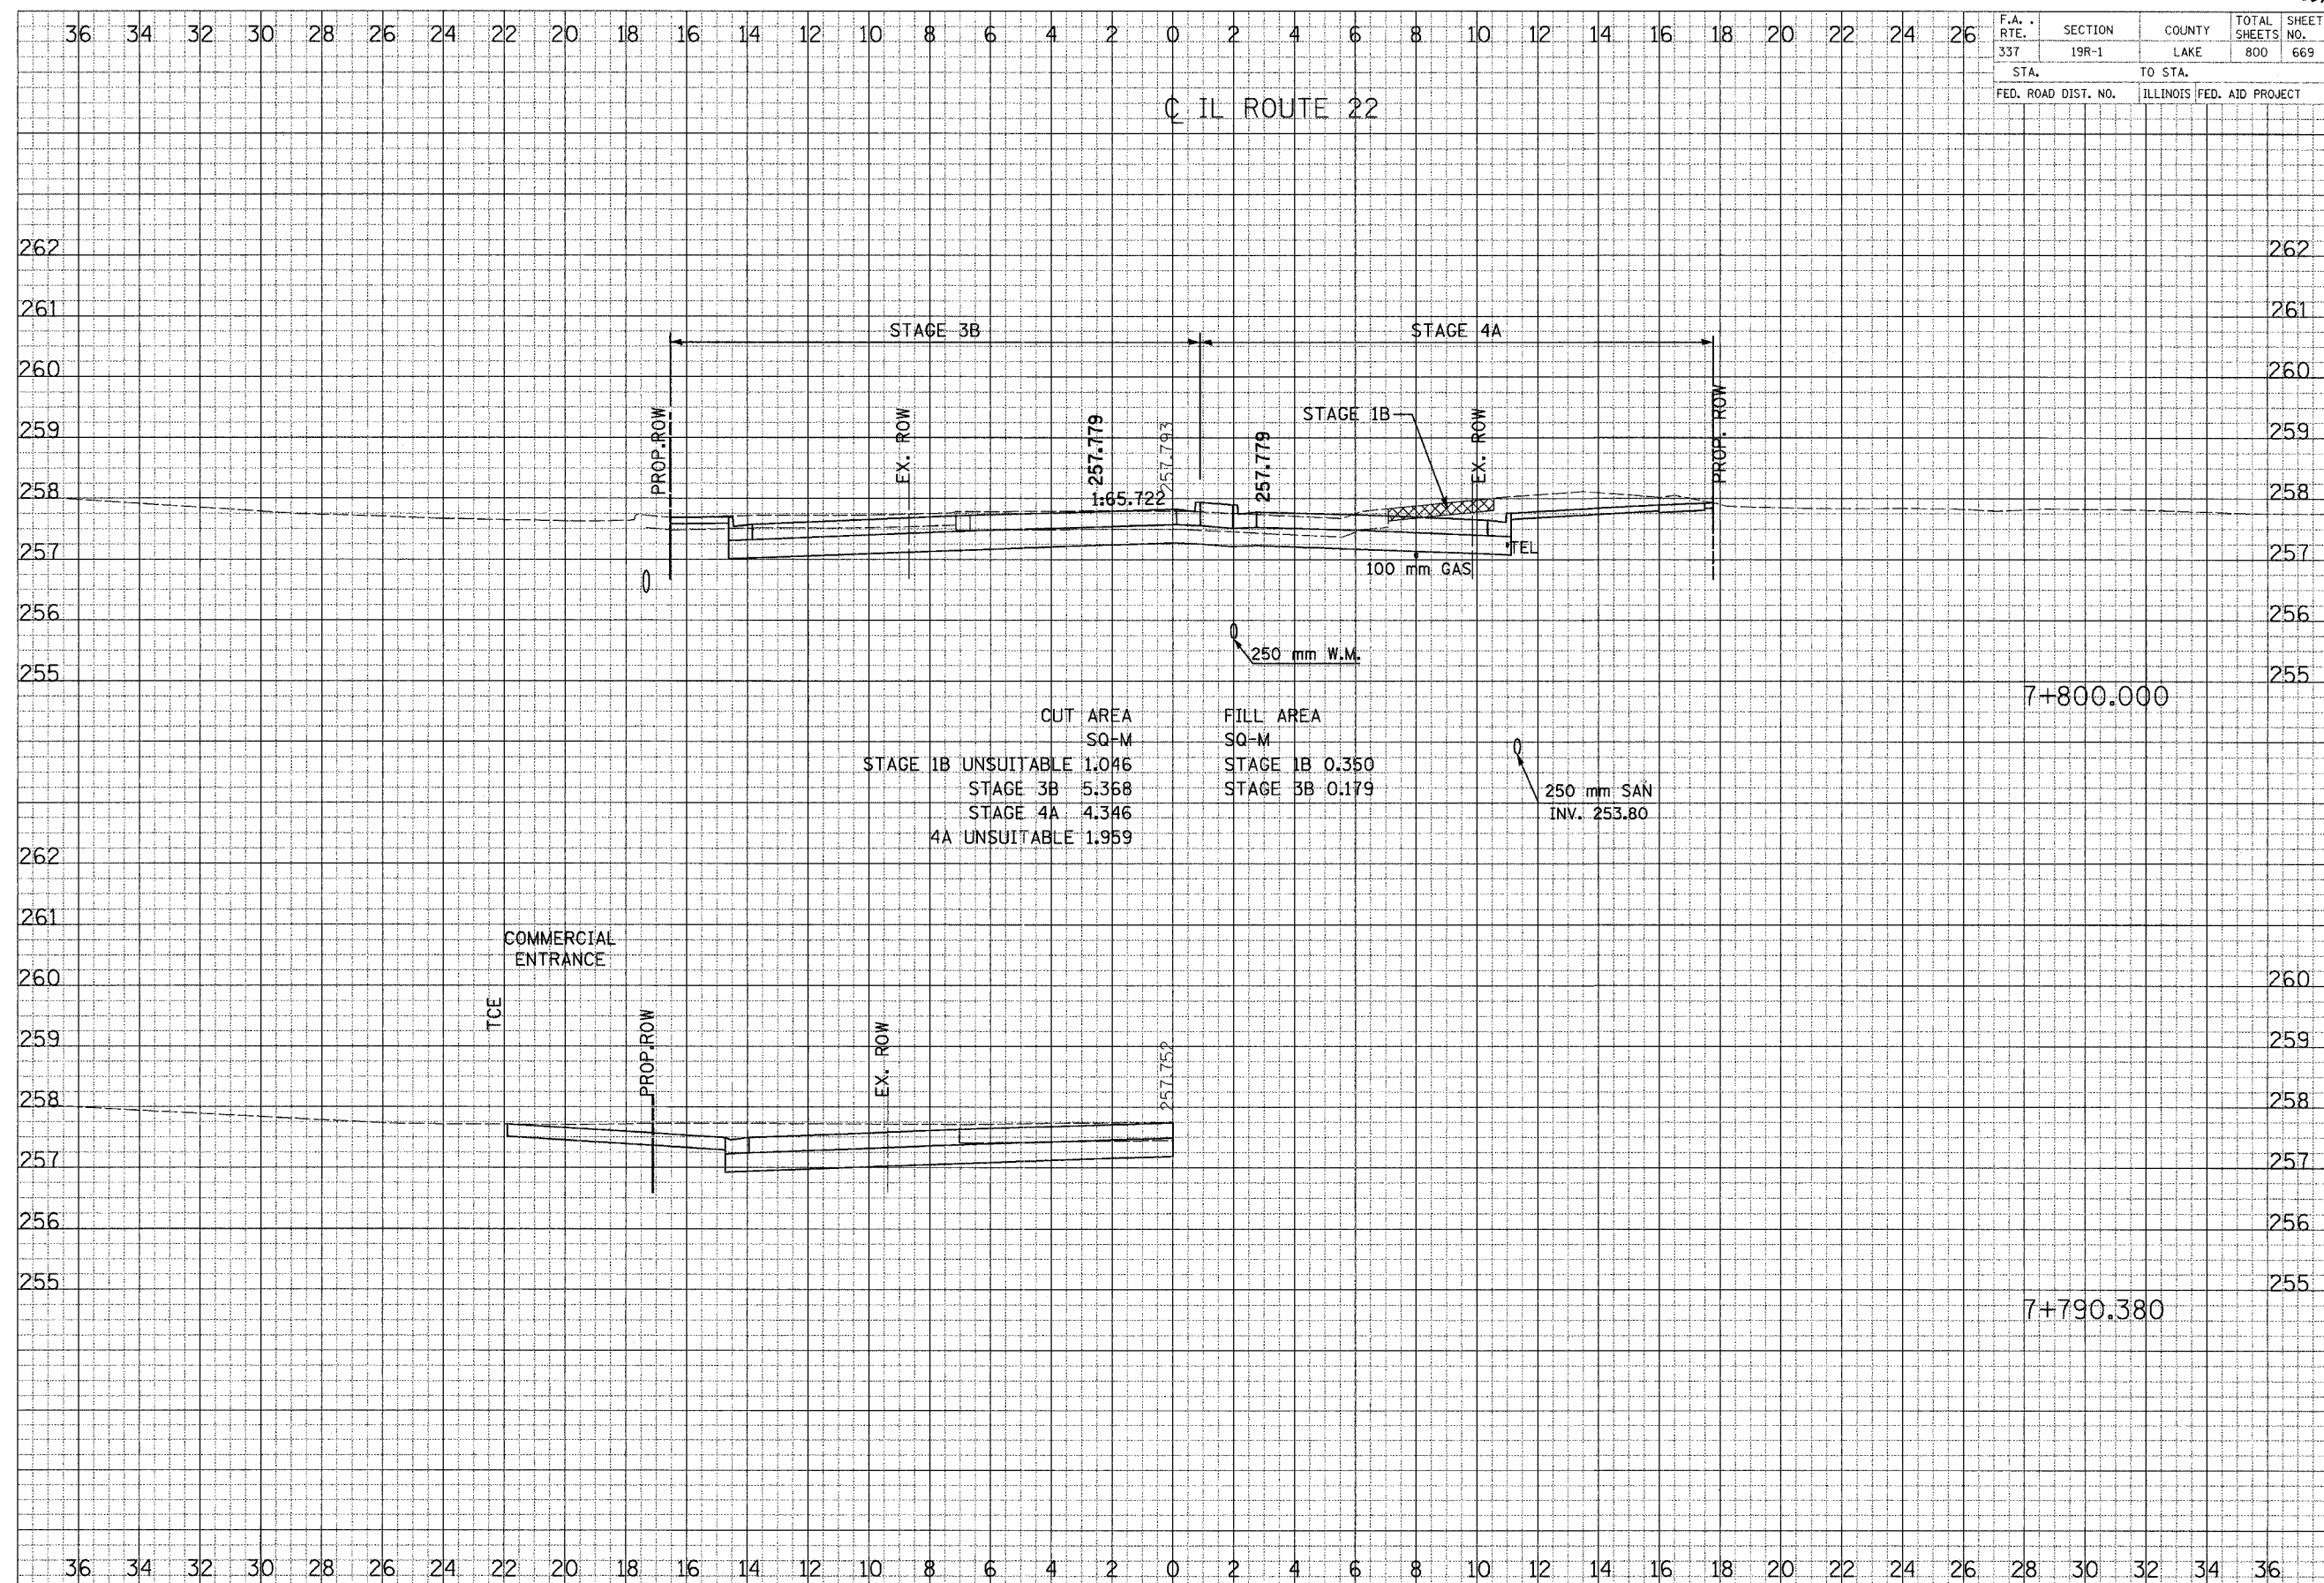 36 34 32 30 28 26 24 22 20 18 16 14 12 10 8 6 4 2 0 2 4 6 8 10 12 14 16 18 20 22 24 26
F.A. . RTE. SECTION COUNTY TOTAL SHEETS SHEET NO.
337 19R-1 LAKE 800 669
STA. TO STA.
FED. ROAD DIST. NO. ILLINOIS FED. AID PROJECT
℄ IL ROUTE 22
262 262
261 261
STAGE 3B STAGE 4A
260 260
PROP.ROW
EX. ROW
257.779
257.793
257.779
STAGE 1B
EX. ROW
PROP. ROW
259 259
258 258
1:65.722
257 257
TEL
100 mm GAS
256 256
250 mm W.M.
255 255
7+800.000
CUT AREA
SQ-M
STAGE 1B UNSUITABLE 1.046
STAGE 3B 5.368
STAGE 4A 4.346
4A UNSUITABLE 1.959
FILL AREA
SQ-M
STAGE 1B 0.350
STAGE 3B 0.179
250 mm SAN
INV. 253.80
262
261
COMMERCIAL
ENTRANCE
260 260
TCE
PROP.ROW
EX. ROW
257.752
259 259
258 258
257 257
256 256
255 255
7+790.380
36 34 32 30 28 26 24 22 20 18 16 14 12 10 8 6 4 2 0 2 4 6 8 10 12 14 16 18 20 22 24 26 28 30 32 34 36